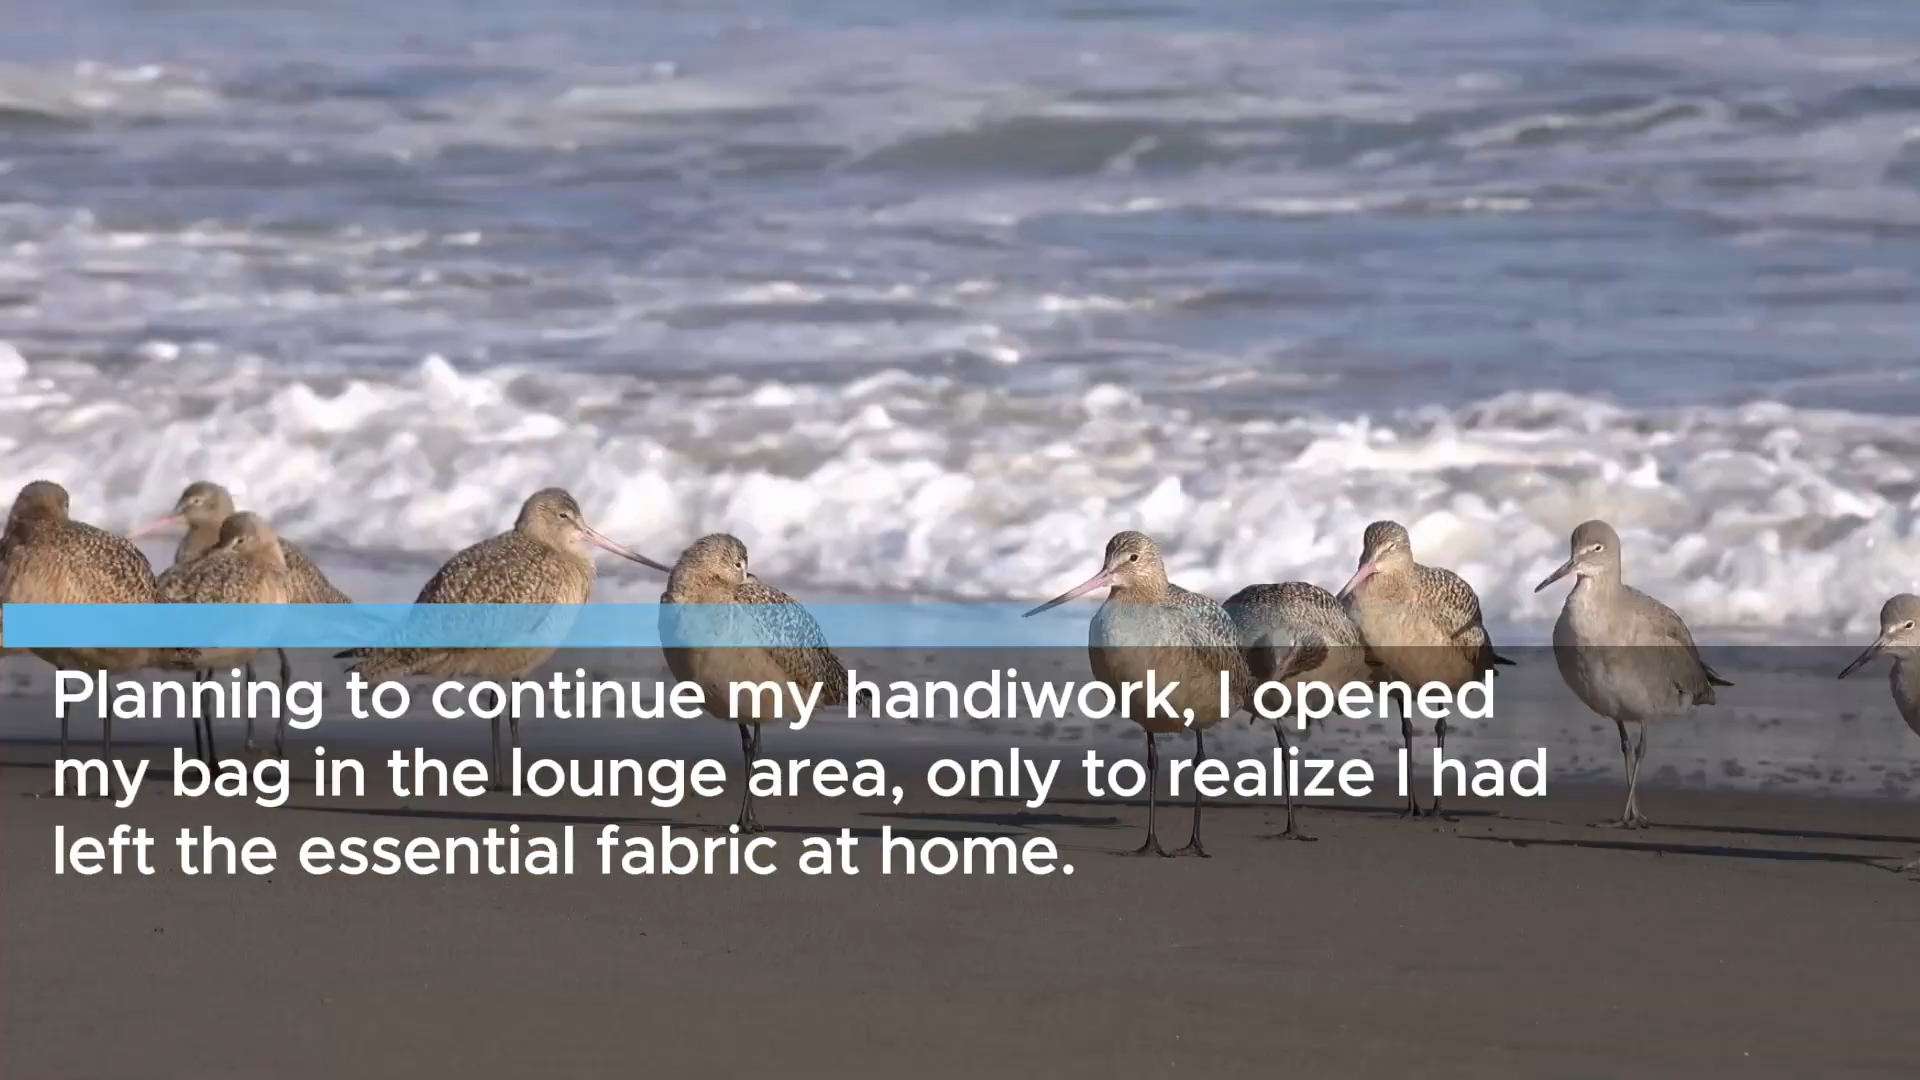 Planning to continue my handiwork, I opened
my bag in the lounge area, only to realize I had
left the essential fabric at home.